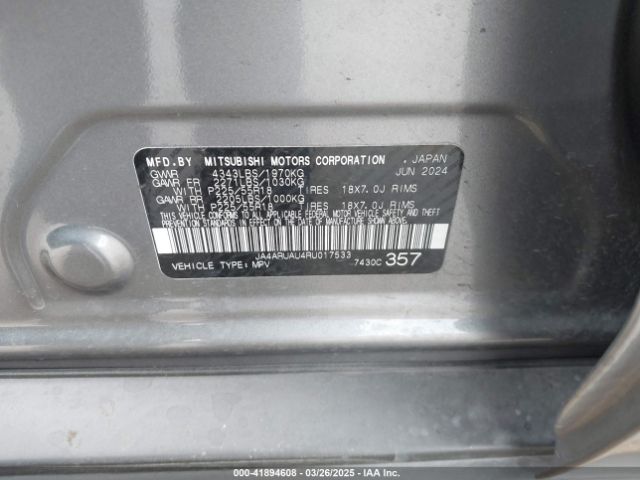 MFD.BY MITSUBISHI MOTORS CORPORATION . JAPAN
GVWR 4343LBS/1970KG JUN 2024
GAWR FR 2271LBS/1030KG
WITH P225/55R18 TIRES 18X7.0J RIMS
GAWR RR 2205LBS/1000KG
WITH P225/55R18 TIRES 18X7.0J RIMS
THIS VEHICLE CONFORMS TO ALL APPLICABLE FEDERAL MOTOR VEHICLE SAFETY AND THEFT
PREVENTION STANDARDS IN EFFECT ON THE DATE OF MANUFACTURE SHOWN ABOVE.
JA4ARUAU4RU017533
VEHICLE TYPE: MPV 7430C 357
00-41894608 | 03/26/2025 | IAAI.COM